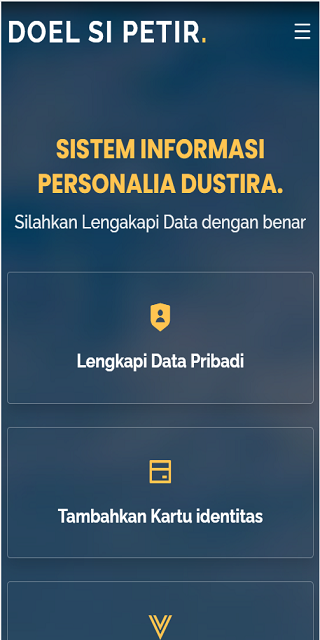 DOEL SI PETIR.
SISTEM INFORMASI
PERSONALIA DUSTIRA.
Silahkan Lengakapi Data dengan benar
Lengkapi Data Pribadi
Tambahkan Kartu identitas